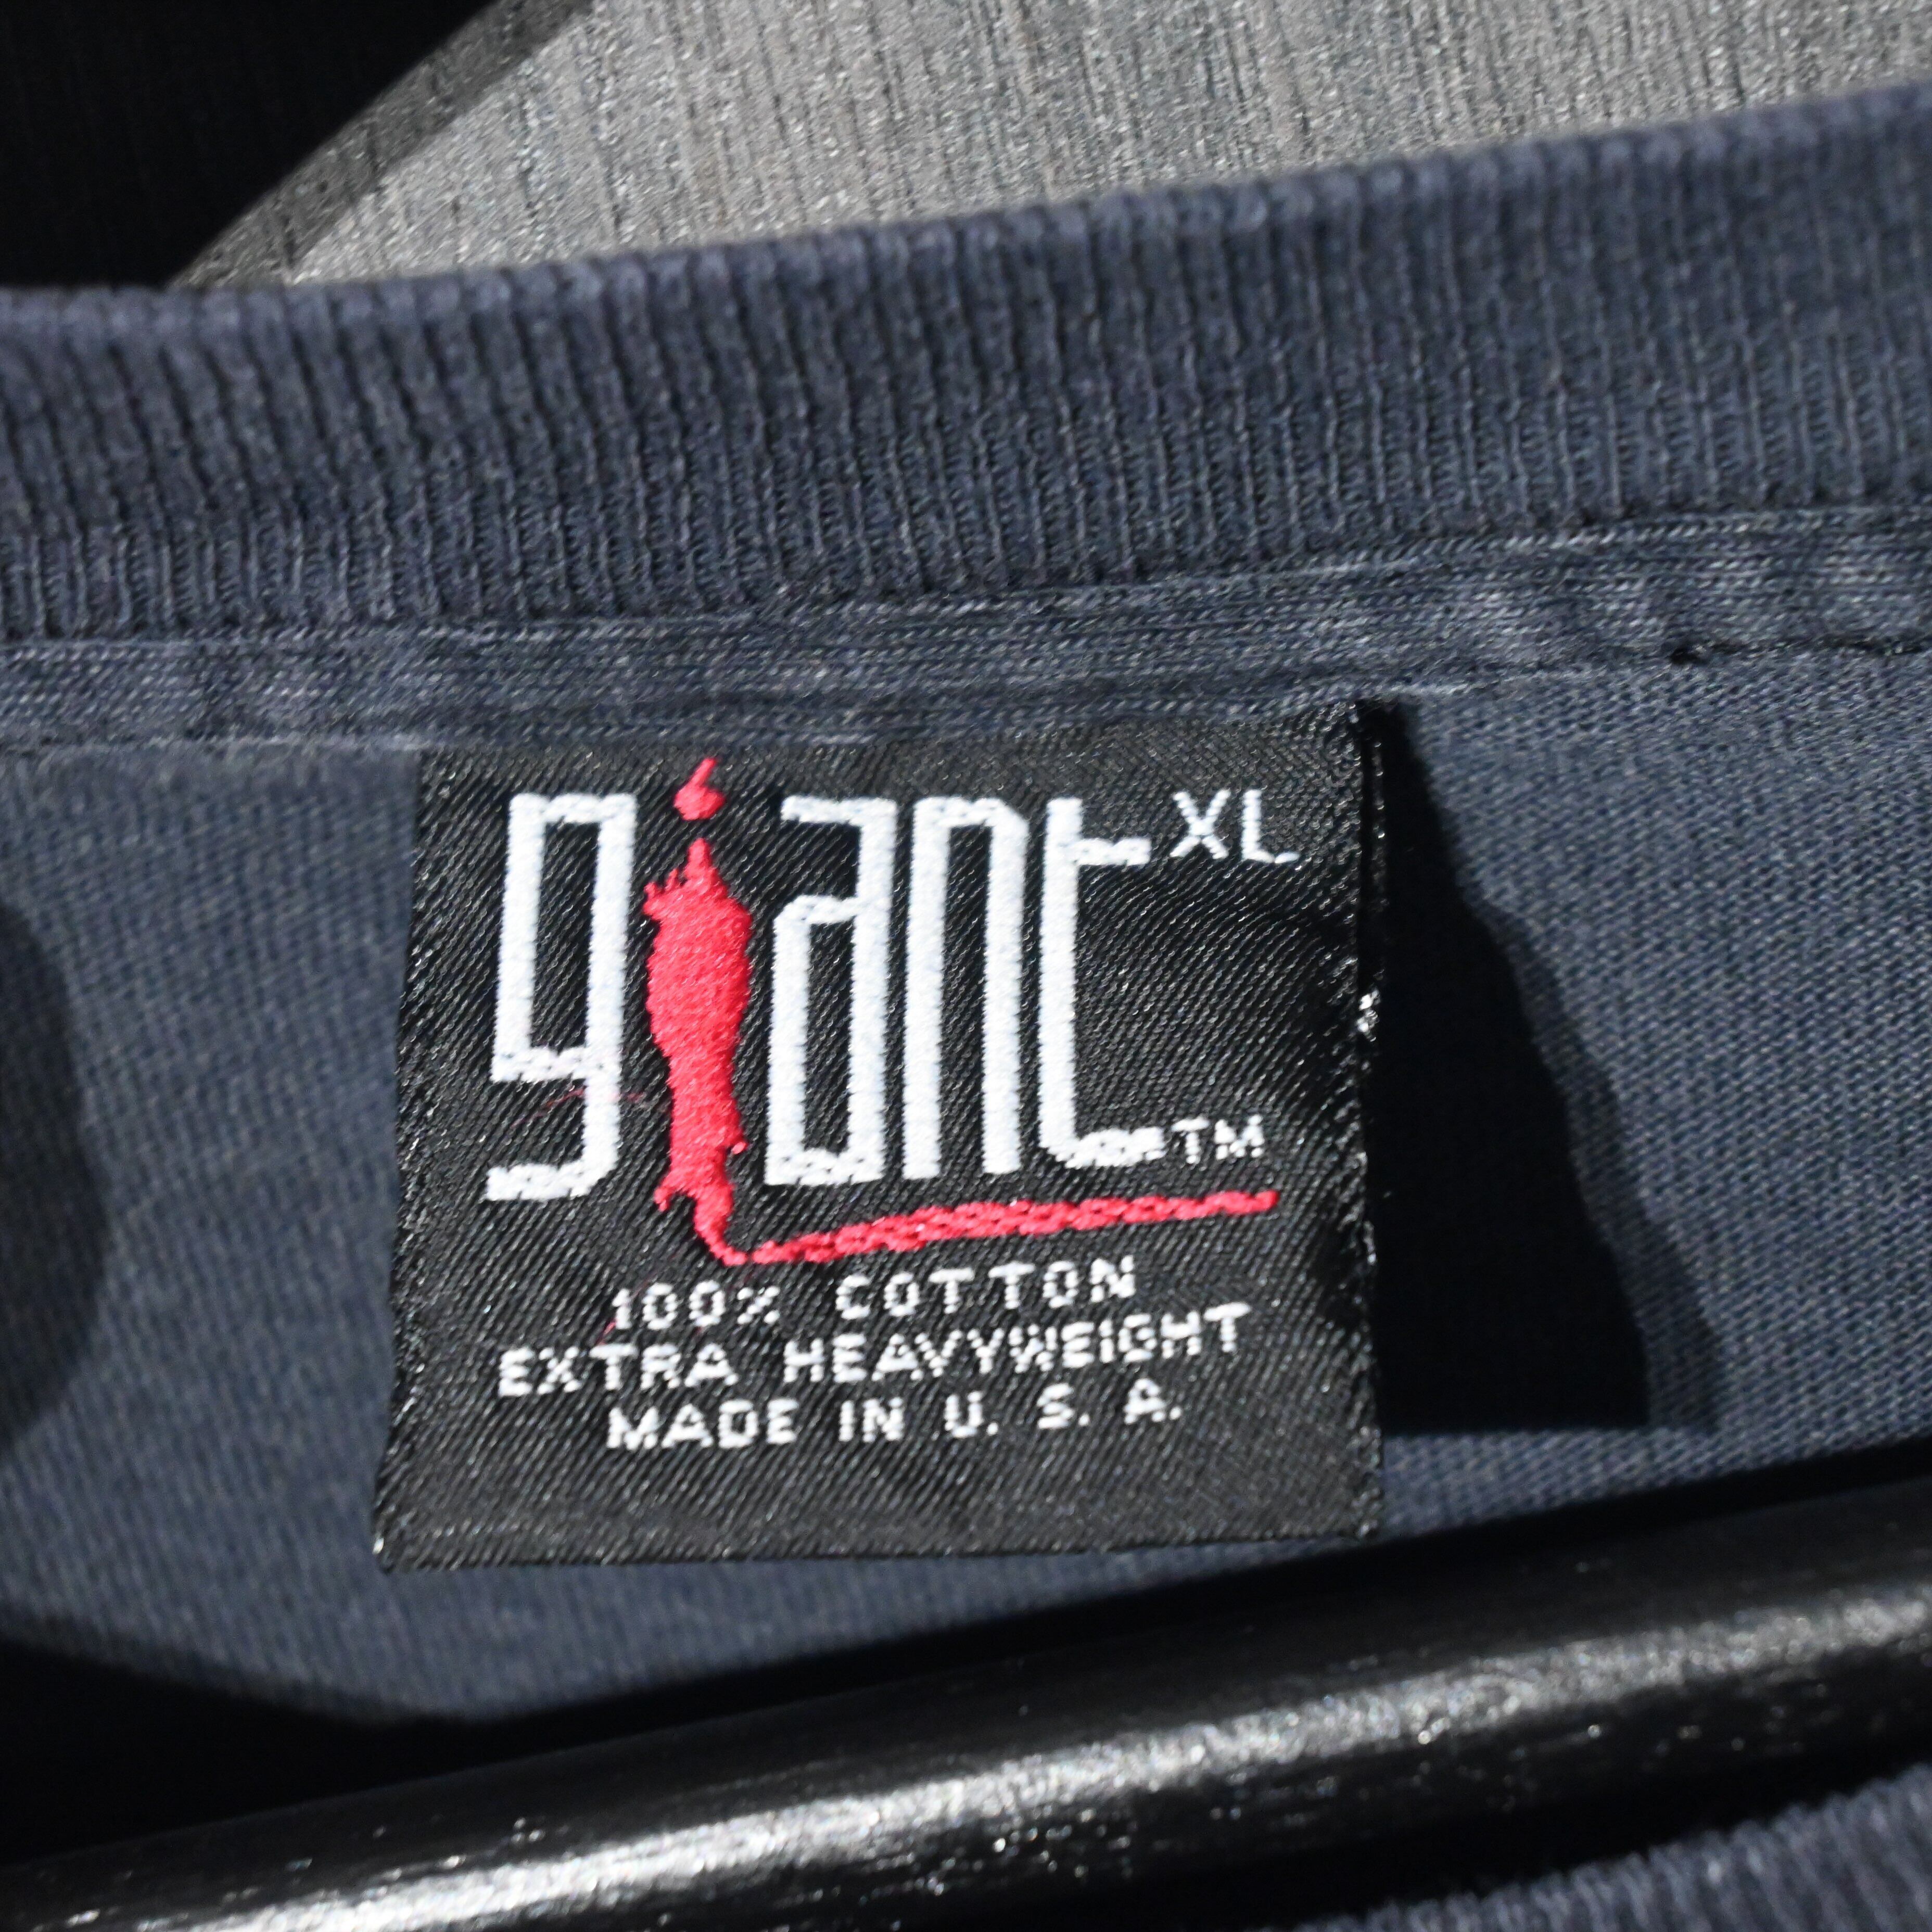 giant XL
TM
100% COTTON
EXTRA HEAVYWEIGHT
MADE IN U. S. A.